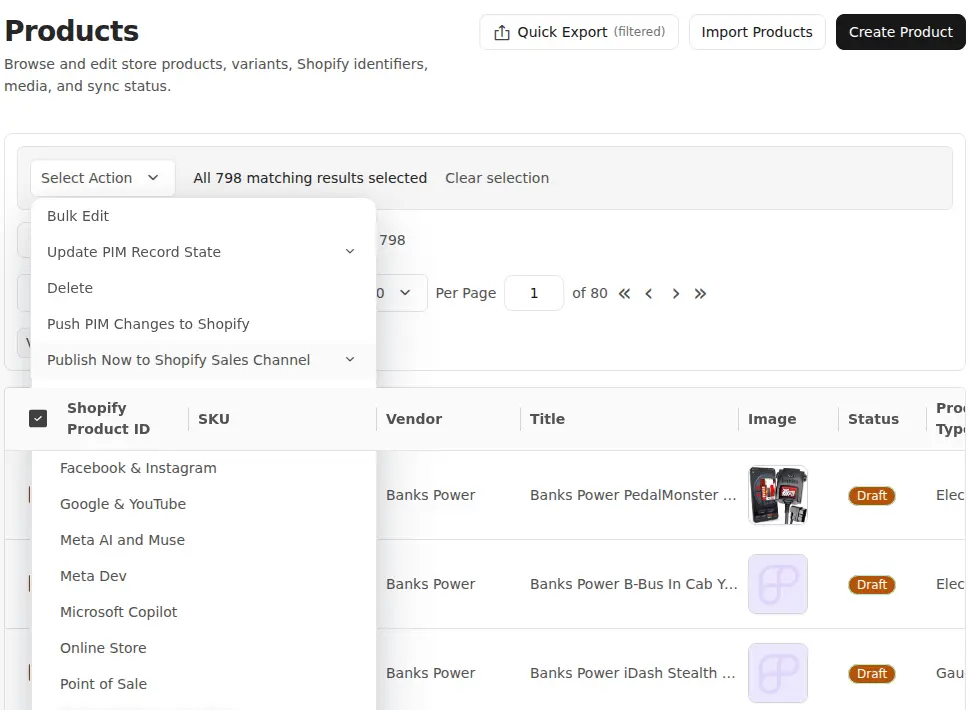 Products
Quick Export (filtered)
Import Products
Create Product
Browse and edit store products, variants, Shopify identifiers,
media, and sync status.
Select Action
All 798 matching results selected
Clear selection
Bulk Edit
798
Update PIM Record State
Delete
0
Per Page
1
of 80
Push PIM Changes to Shopify
Publish Now to Shopify Sales Channel
Shopify
Product ID
SKU
Vendor
Title
Image
Status
Facebook & Instagram
Google & YouTube
Meta AI and Muse
Meta Dev
Microsoft Copilot
Online Store
Point of Sale
Banks Power
Banks Power PedalMonster ...
Draft
Elec
Banks Power
Banks Power B-Bus In Cab Y...
Draft
Elec
Banks Power
Banks Power iDash Stealth ...
Draft
Gau